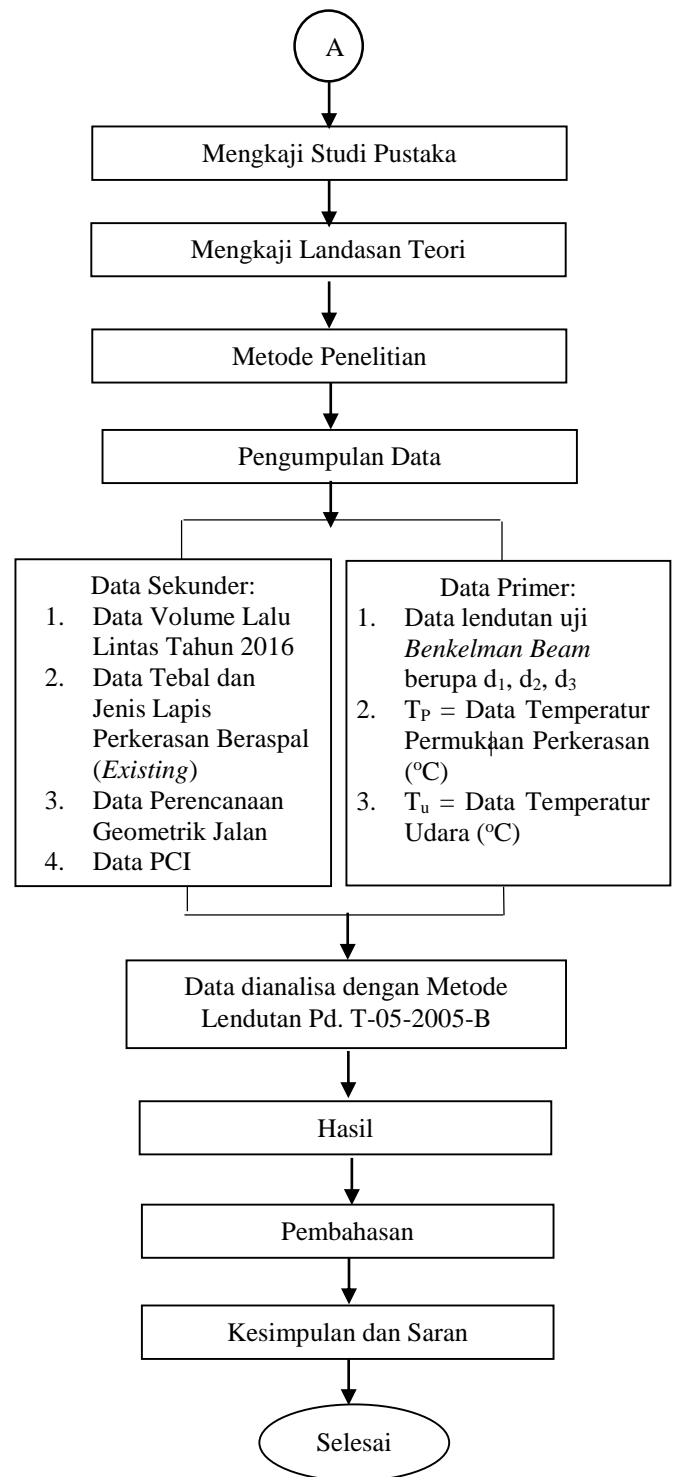 A
Mengkaji Studi Pustaka
Mengkaji Landasan Teori
Metode Penelitian
Pengumpulan Data
Data Sekunder:
1. Data Volume Lalu
Lintas Tahun 2016
2. Data Tebal dan
Jenis Lapis
Perkerasan Beraspal
(Existing)
3. Data Perencanaan
Geometrik Jalan
4. Data PCI
Data Primer:
1. Data lendutan uji
Benkelman Beam
berupa d₁, d₂, d₃
2. Tₚ = Data Temperatur
Permukaan Perkerasan
(°C)
3. Tᵤ = Data Temperatur
Udara (°C)
Data dianalisa dengan Metode
Lendutan Pd. T-05-2005-B
Hasil
Pembahasan
Kesimpulan dan Saran
Selesai